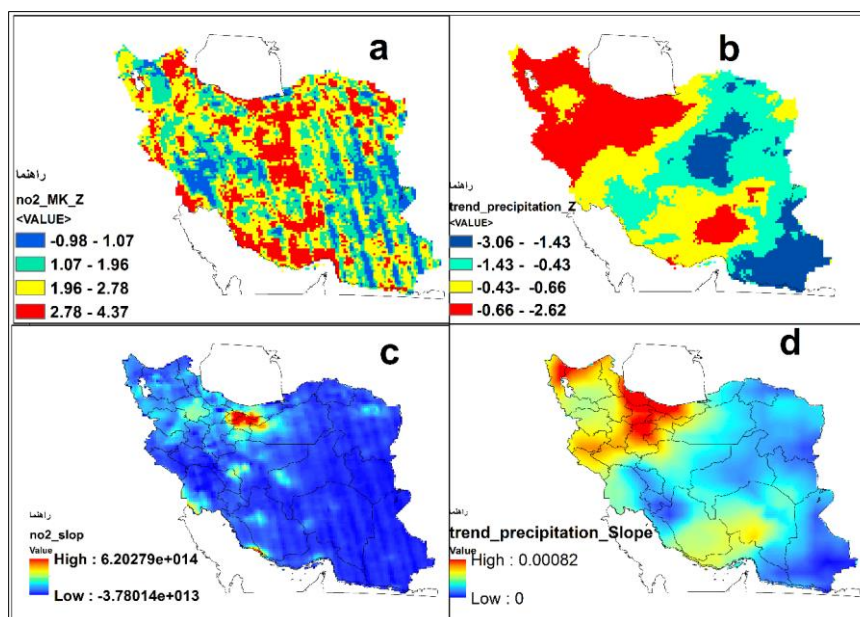 a
راهنما
no2_MK_Z
<VALUE>
-0.98 - 1.07
1.07 - 1.96
1.96 - 2.78
2.78 - 4.37
b
راهنما
trend_precipitation_Z
<VALUE>
-3.06 - -1.43
-1.43 - -0.43
-0.43- -0.66
-0.66 -2.62
c
راهنما
no2_slop
Value
High : 6.20279e+014
Low : -3.78014e+013
d
راهنما
trend_precipitation_Slope
Value
High : 0.00082
Low : 0